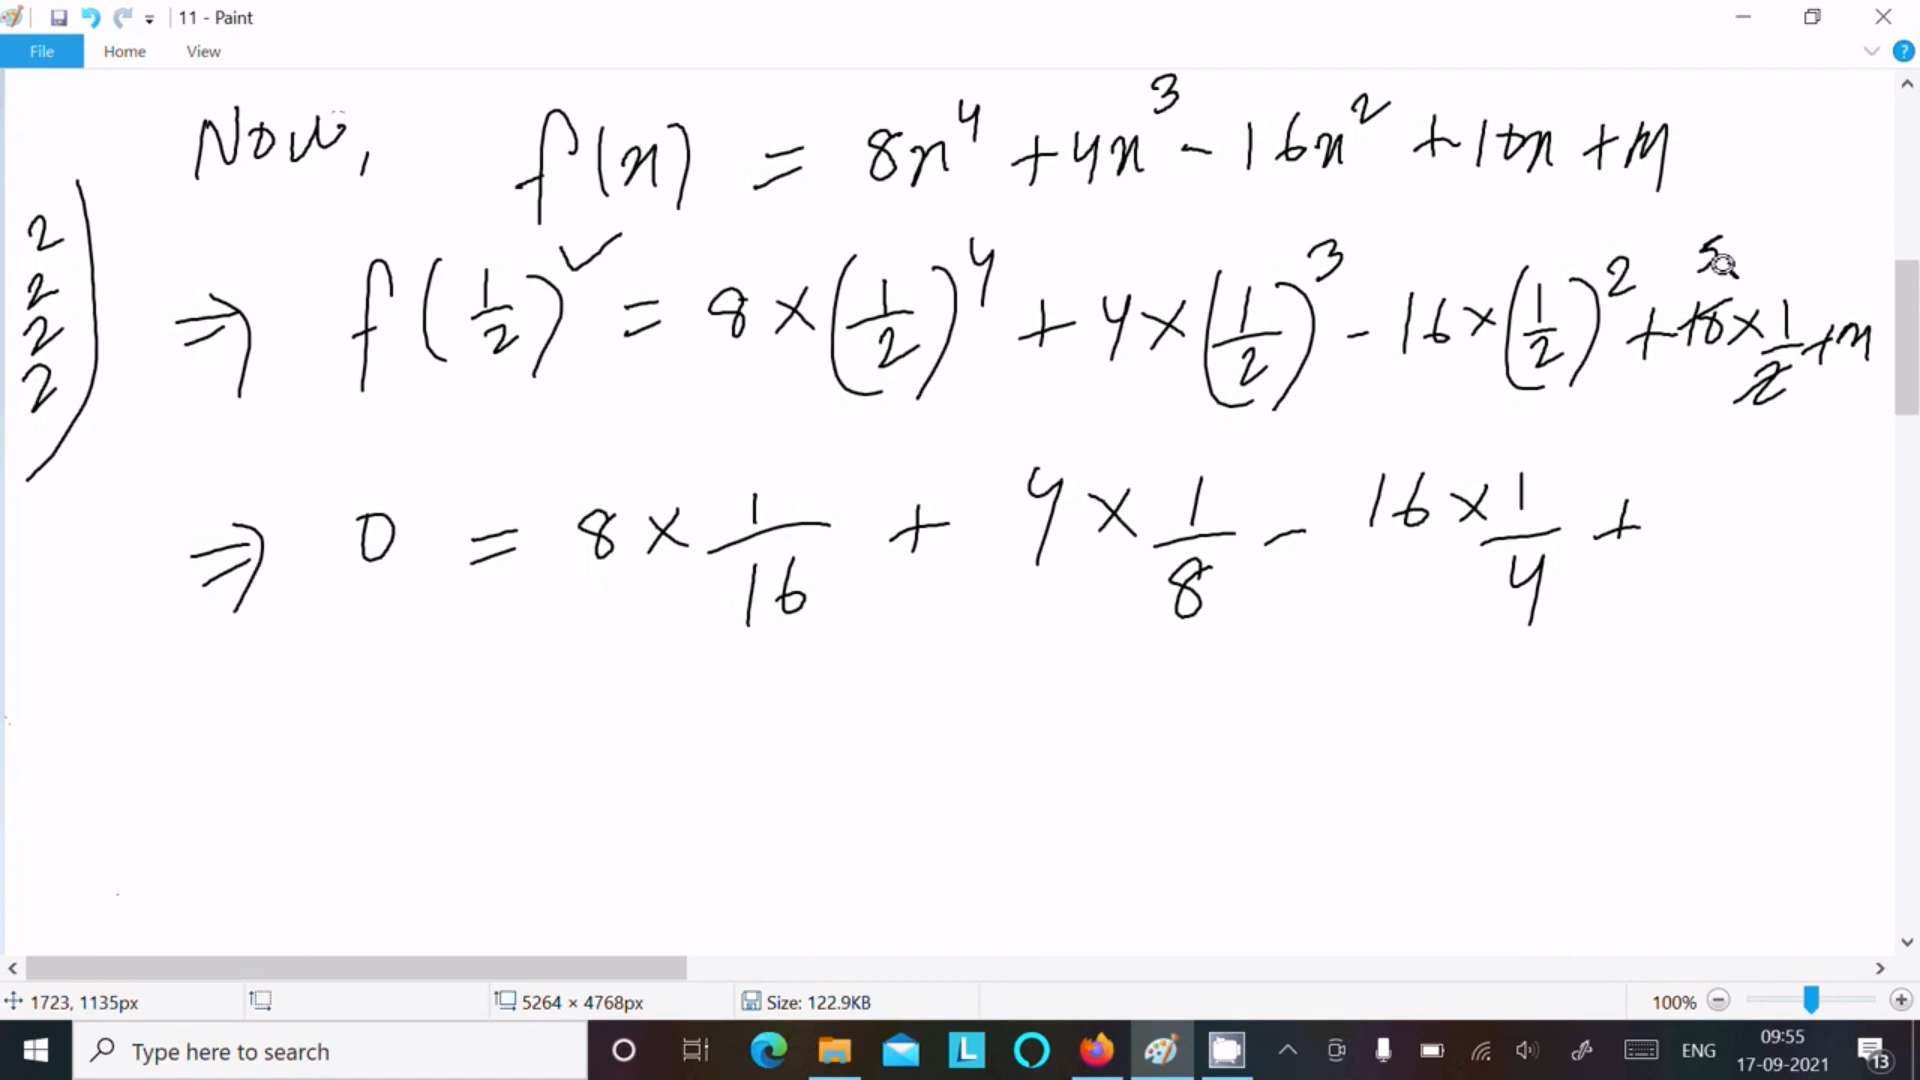 11 - Paint
File Home View
Now, f(x) = 8x⁴ + 4x³ - 16x² + 10x + m
⇒ f(1/2)✓ = 8 × (1/2)⁴ + 4 × (1/2)³ - 16 × (1/2)² + 10 × 1/2 + m
5
2
2
2
2
⇒ 0 = 8 × 1/16 + 4 × 1/8 - 16 × 1/4 +
1723, 1135px 5264 × 4768px Size: 122.9KB 100%
Type here to search
L
ENG
09:55
17-09-2021
13